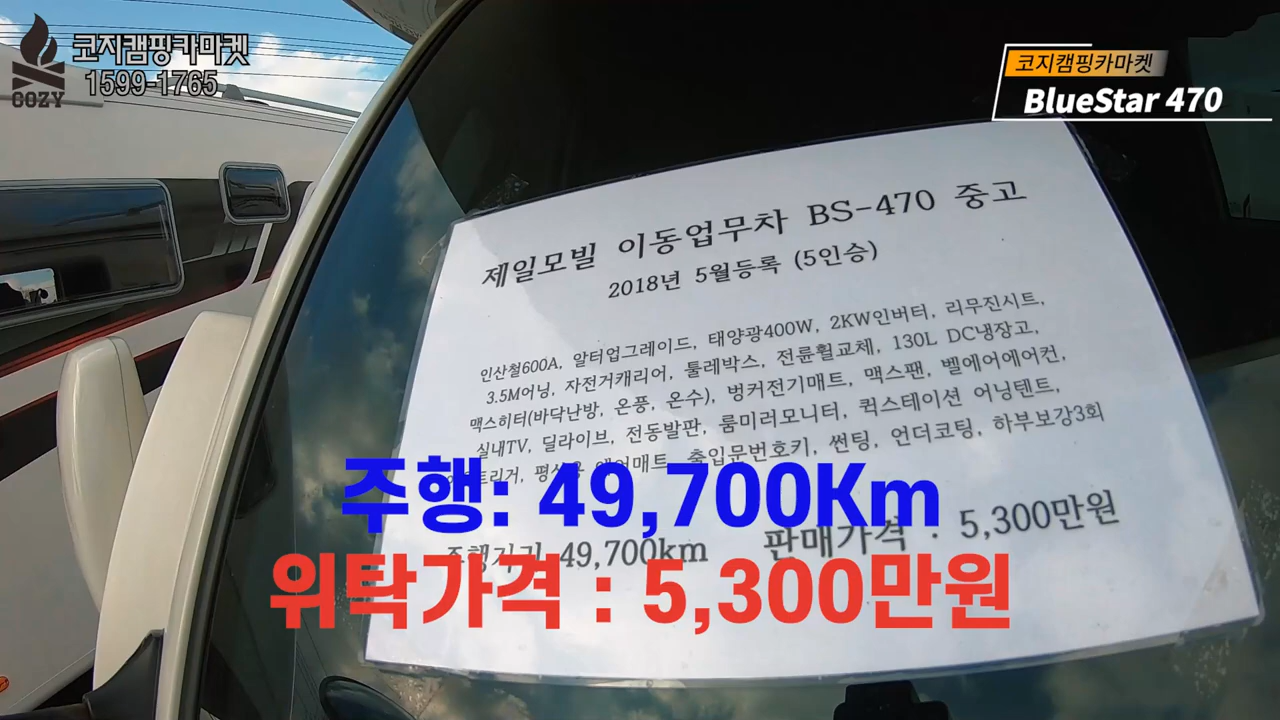 코지캠핑카마켓
1599-1765
COZY
코지캠핑카마켓
BlueStar 470
제일모빌 이동업무차 BS-470 중고
2018년 5월등록 (5인승)
인산철600A, 알터업그레이드, 태양광400W, 2KW인버터, 리무진시트,
3.5M어닝, 자전거캐리어, 툴레박스, 전륜휠교체, 130L DC냉장고,
맥스히터(바닥난방, 온풍, 온수), 벙커전기매트, 맥스팬, 벨에어에어컨,
실내TV, 딜라이브, 전동발판, 룸미러모니터, 퀵스테이션 어닝텐트,
출입문번호키, 썬팅, 언더코팅, 하부보강3회
주행: 49,700Km
주행거리 49,700km 판매가격 : 5,300만원
위탁가격 : 5,300만원